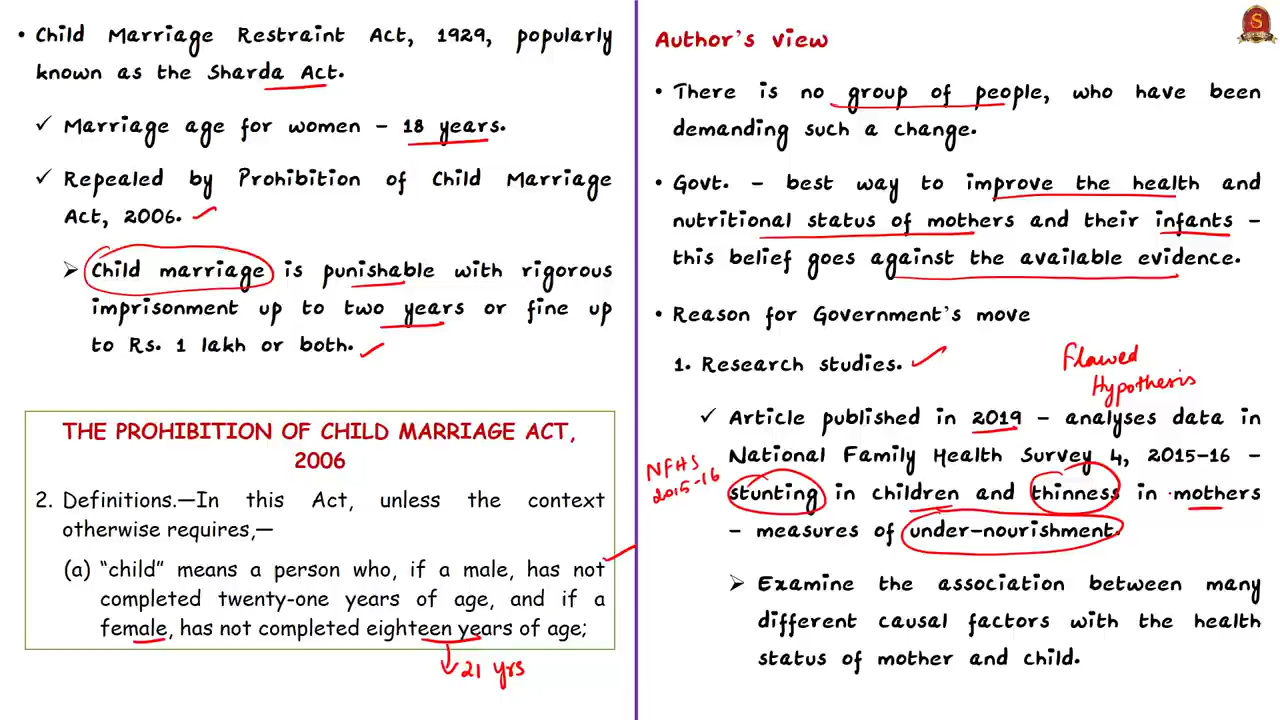 • Child Marriage Restraint Act, 1929, popularly
known as the Sharda Act.
✓ Marriage age for women – 18 years.
✓ Repealed by Prohibition of Child Marriage
Act, 2006.
➢ Child marriage is punishable with rigorous
imprisonment up to two years or fine up
to Rs. 1 lakh or both.
THE PROHIBITION OF CHILD MARRIAGE ACT,
2006
2. Definitions.—In this Act, unless the context
otherwise requires,—
(a) “child” means a person who, if a male, has not
completed twenty-one years of age, and if a
female, has not completed eighteen years of age;
21 yrs
Author's view
• There is no group of people, who have been
demanding such a change.
• Govt. – best way to improve the health and
nutritional status of mothers and their infants –
this belief goes against the available evidence.
• Reason for Government's move
1. Research studies.
Flawed
Hypothesis
✓ Article published in 2019 – analyses data in
National Family Health Survey 4, 2015-16 –
NFHS
2015-16
stunting in children and thinness in mothers
– measures of under-nourishment.
➢ Examine the association between many
different causal factors with the health
status of mother and child.
S